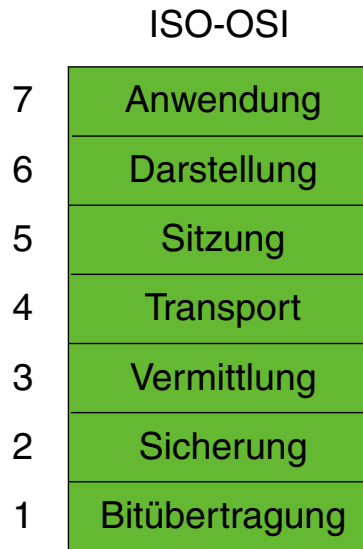 ISO-OSI
7 Anwendung
6 Darstellung
5 Sitzung
4 Transport
3 Vermittlung
2 Sicherung
1 Bitübertragung